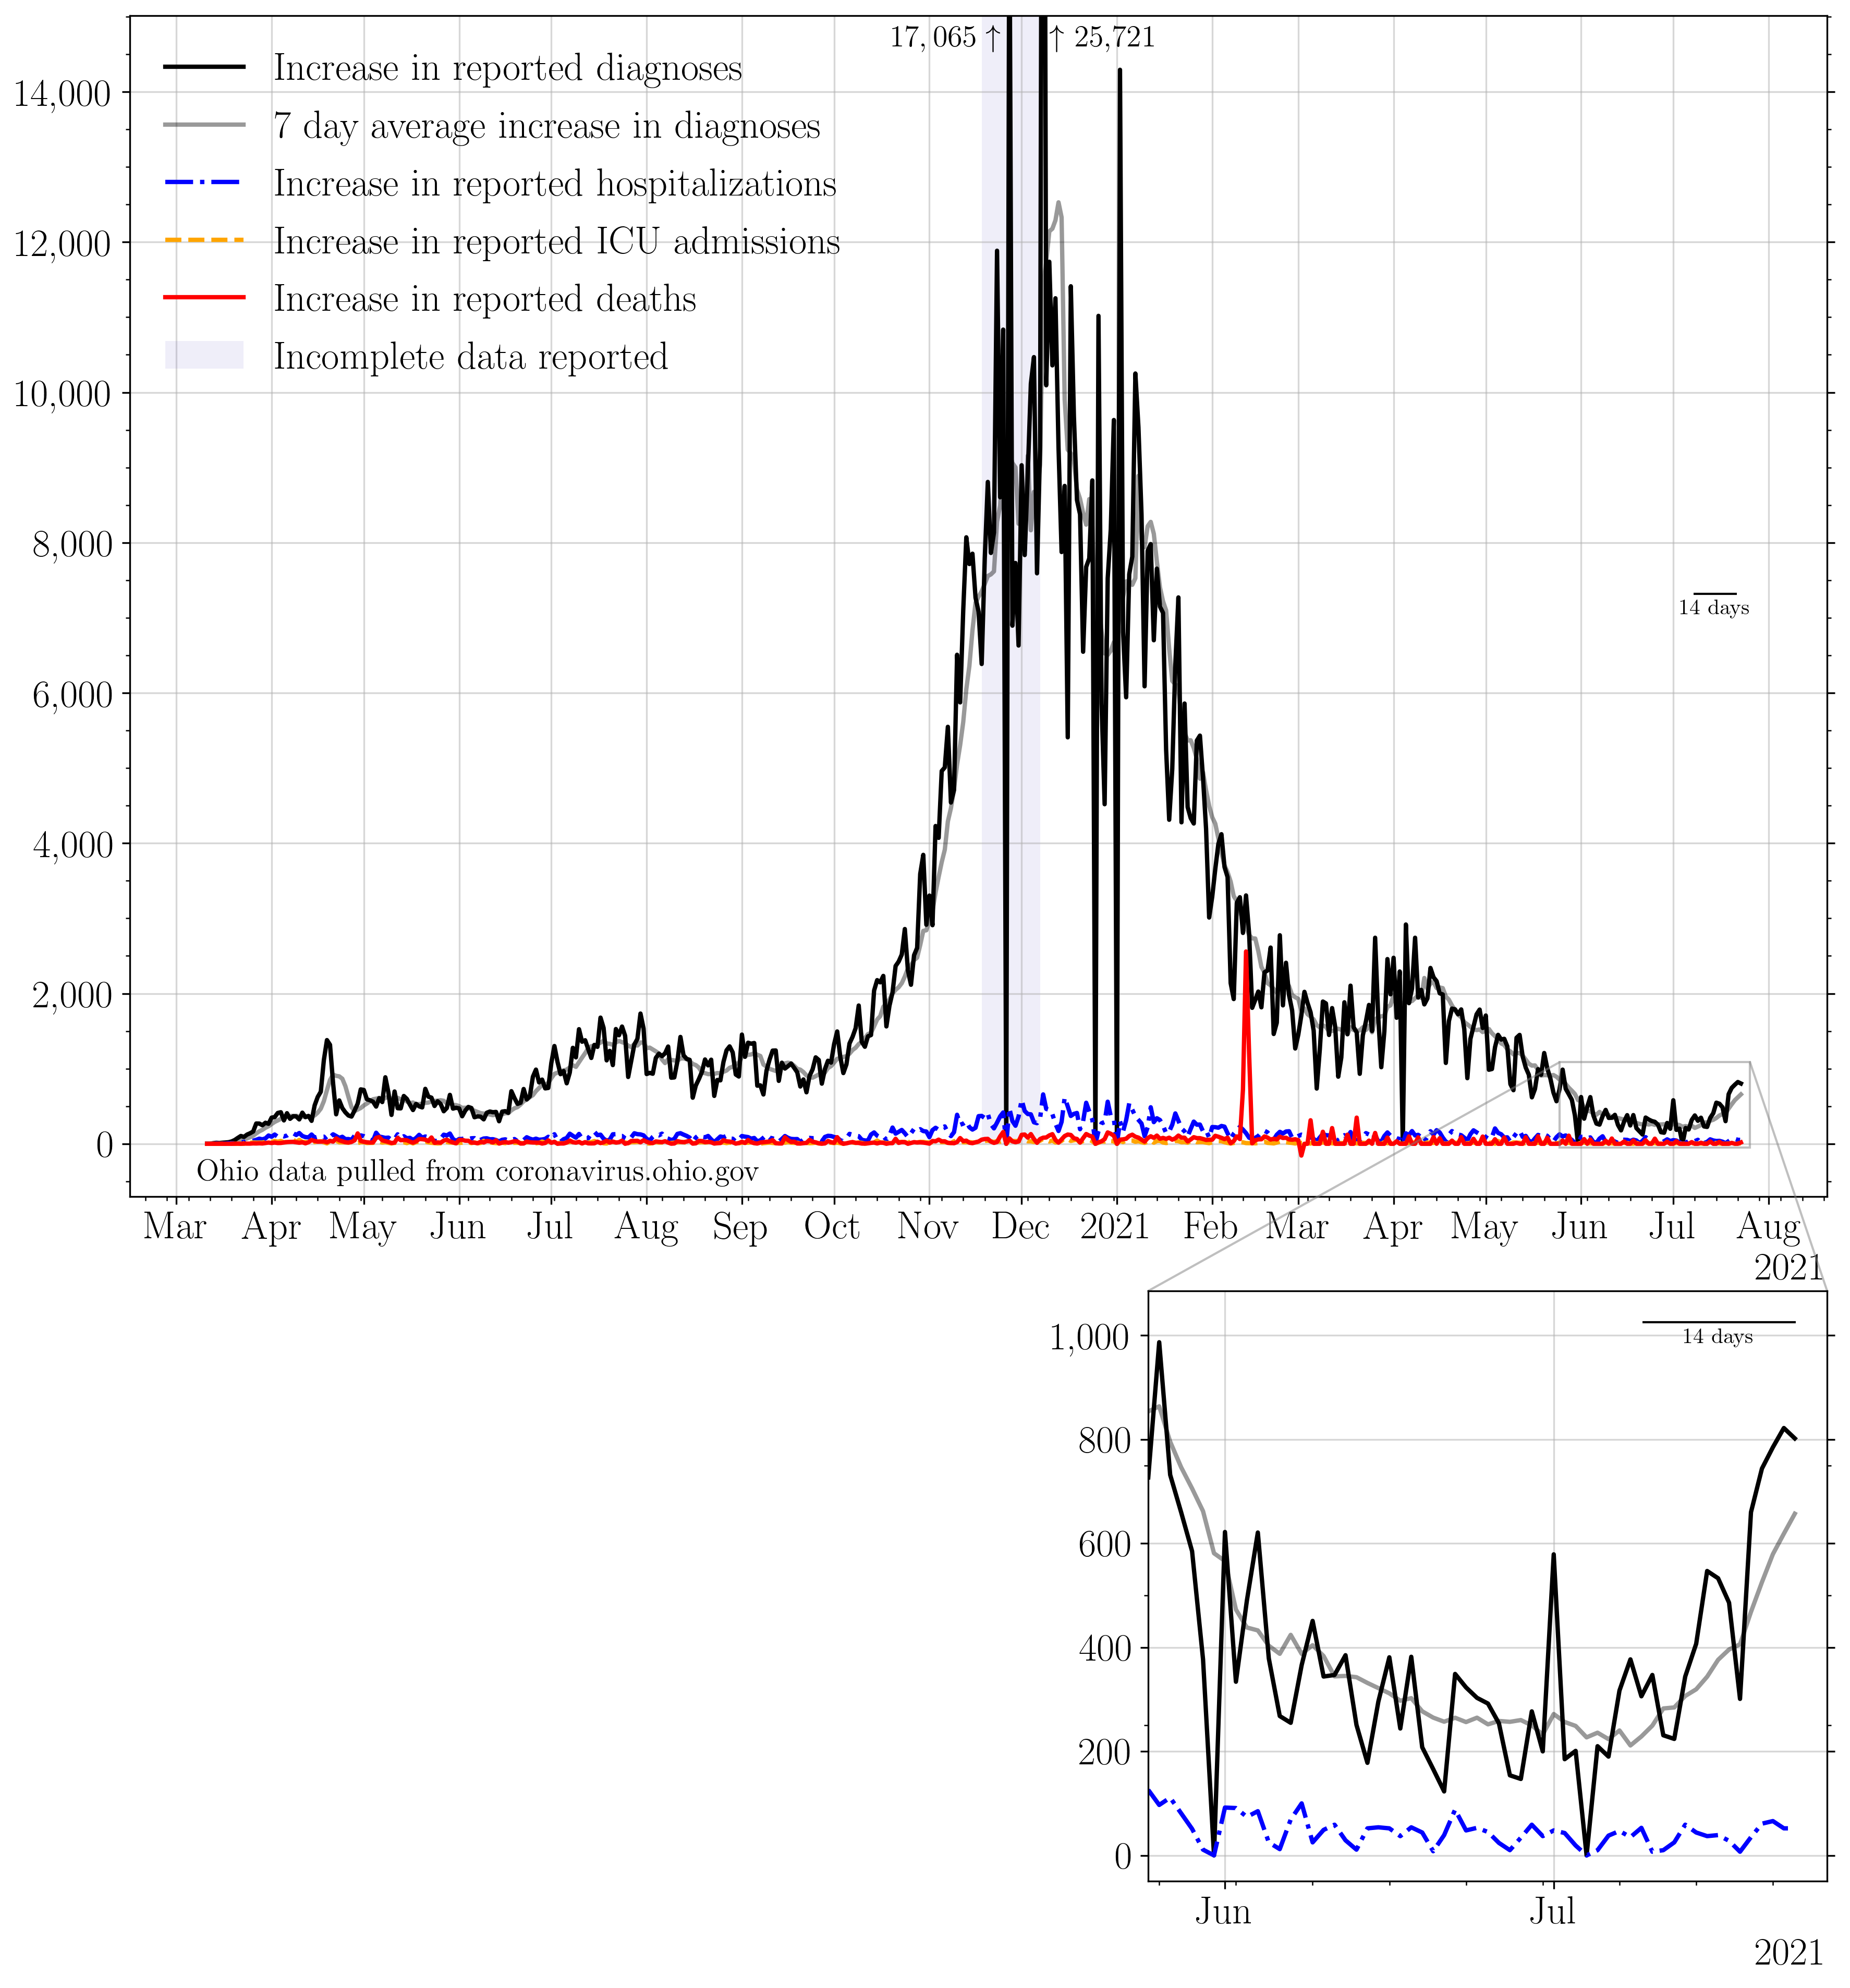 17, 065 ↑ ↑ 25,721
Increase in reported diagnoses
7 day average increase in diagnoses
Increase in reported hospitalizations
Increase in reported ICU admissions
Increase in reported deaths
Incomplete data reported
14,000
12,000
10,000
8,000
6,000
4,000
2,000
0
14 days
Ohio data pulled from coronavirus.ohio.gov
Mar Apr May Jun Jul Aug Sep Oct Nov Dec 2021 Feb Mar Apr May Jun Jul Aug
2021
1,000
800
600
400
200
0
14 days
Jun Jul
2021